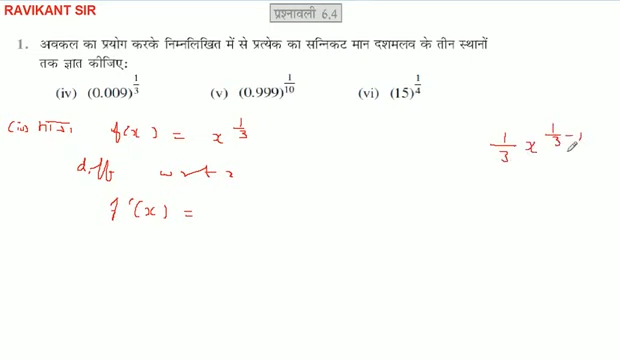 RAVIKANT SIR
प्रश्नावली 6.4
1. अवकल का प्रयोग करके निम्नलिखित में से प्रत्येक का सन्निकट मान दशमलव के तीन स्थानों
तक ज्ञात कीजिए:
(iv) (0.009)^{1/3} (v) (0.999)^{1/10} (vi) (15)^{1/4}
(iv) माना f(x) = x^{1/3}
diff w r t x
f'(x) =
1/3 x^{1/3 - 1}